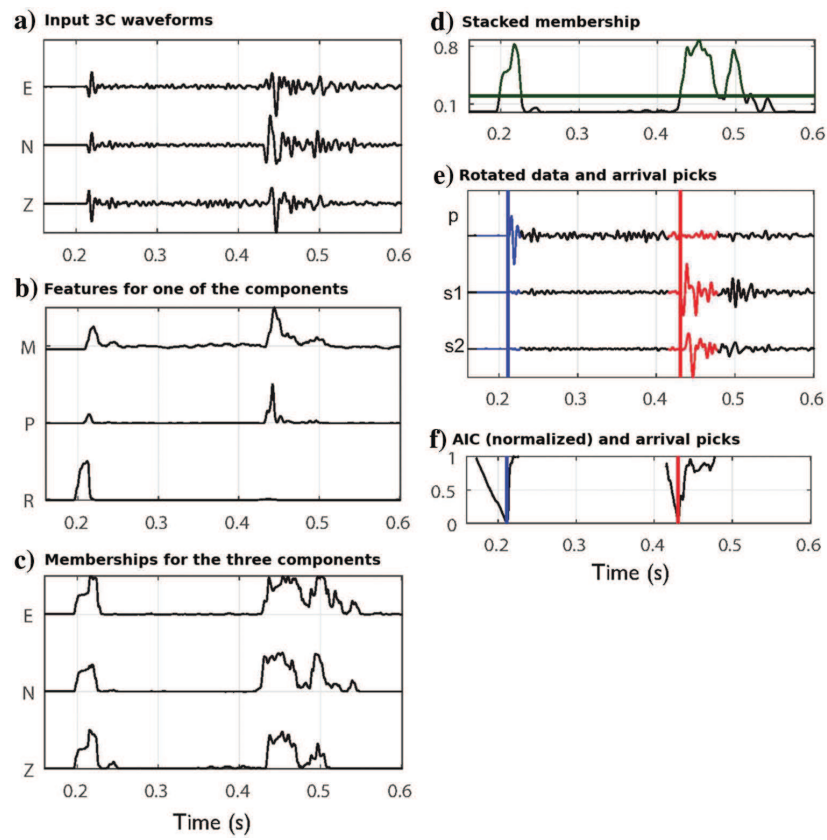 a) Input 3C waveforms
E
N
Z
0.2 0.3 0.4 0.5 0.6
b) Features for one of the components
M
P
R
0.2 0.3 0.4 0.5 0.6
c) Memberships for the three components
E
N
Z
0.2 0.3 0.4 0.5 0.6
Time (s)
d) Stacked membership
0.8
0.1
0.2 0.3 0.4 0.5 0.6
e) Rotated data and arrival picks
p
s1
s2
0.2 0.3 0.4 0.5 0.6
f) AIC (normalized) and arrival picks
1
0.5
0
0.2 0.3 0.4 0.5 0.6
Time (s)